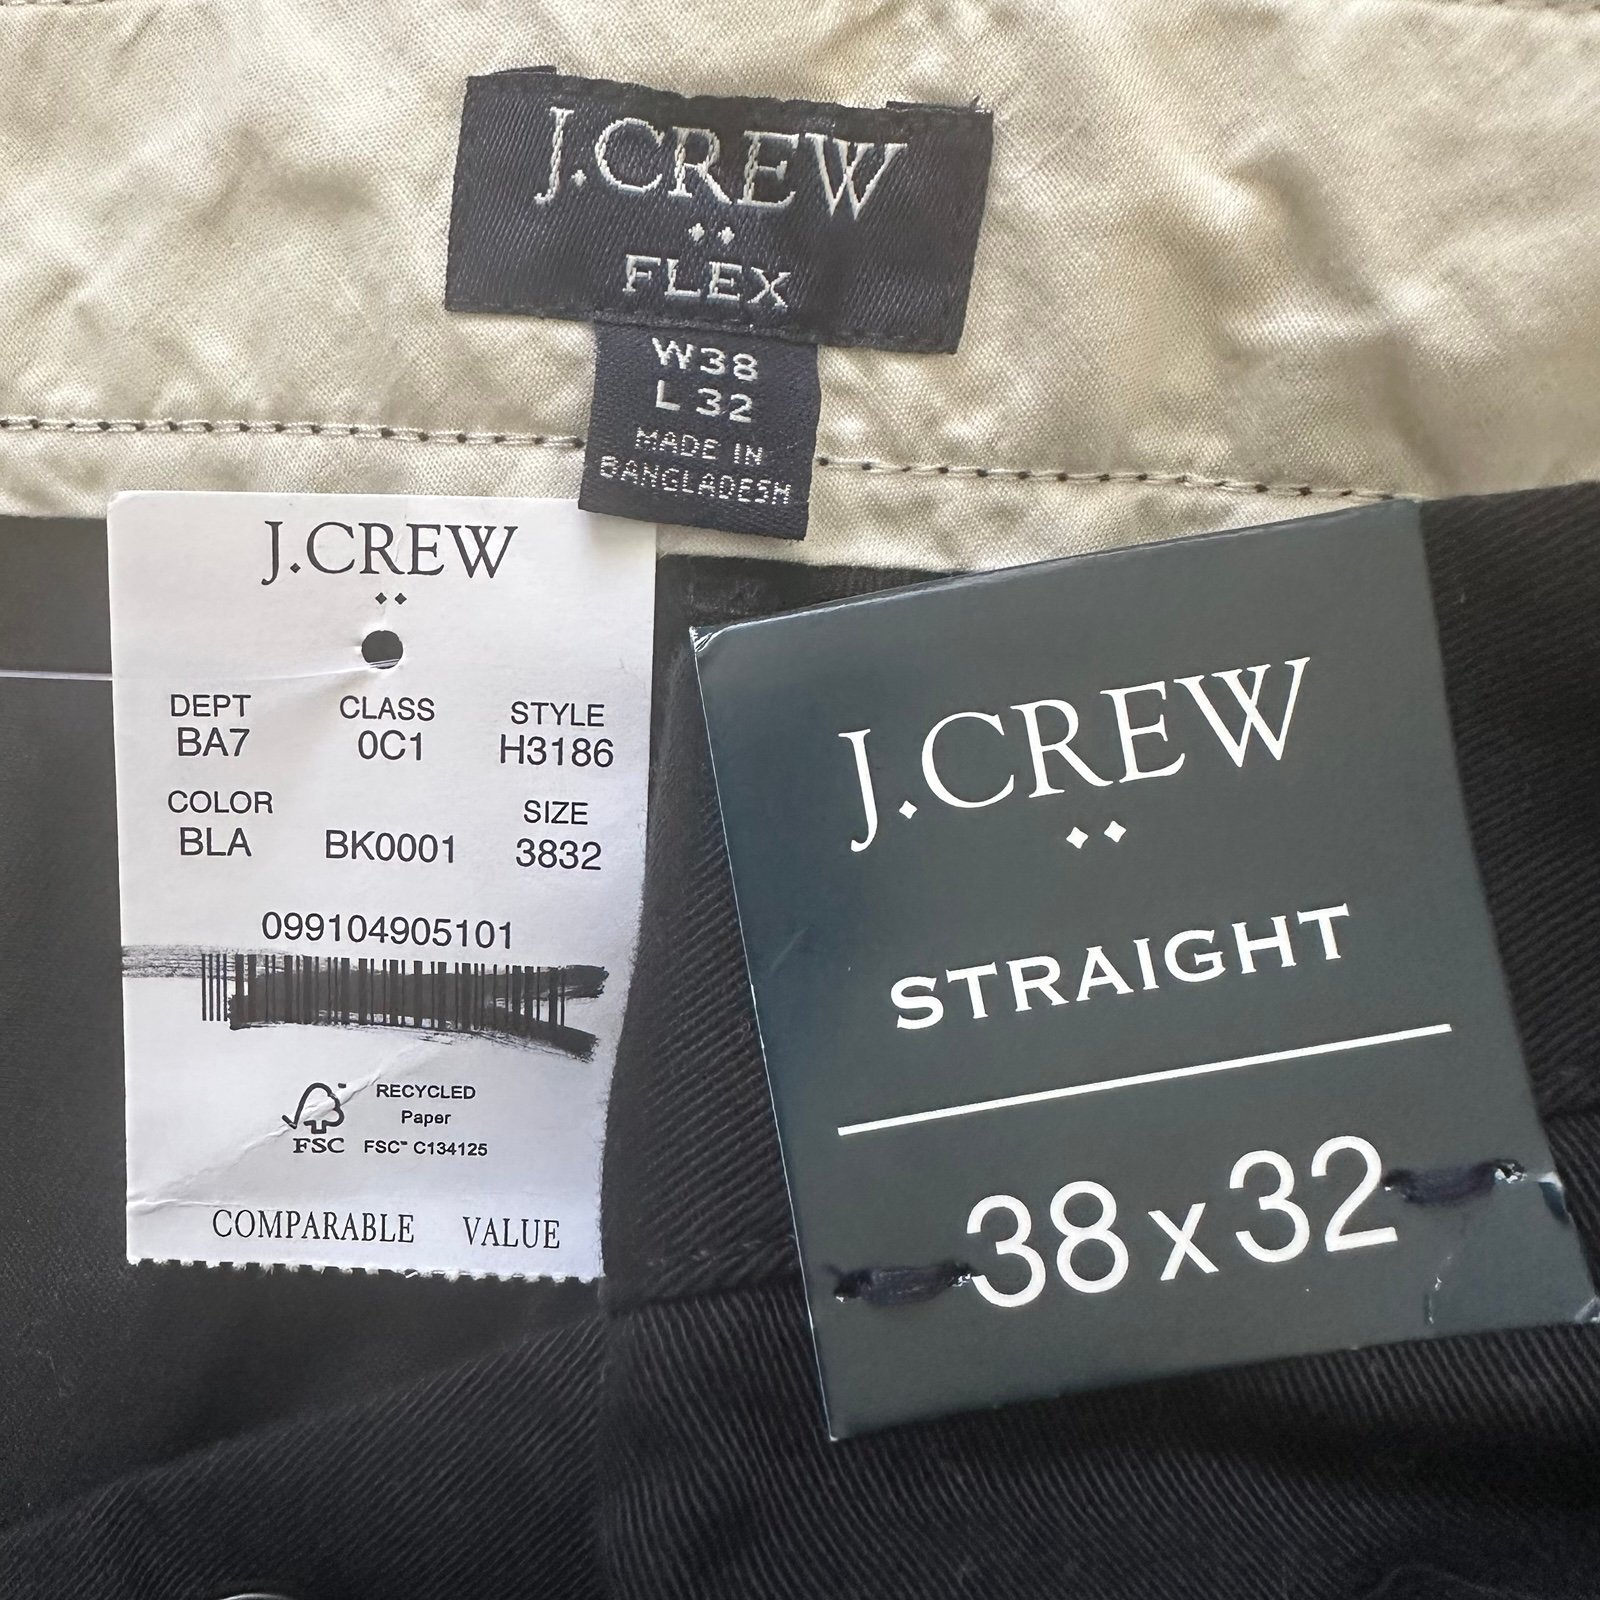 J.CREW
FLEX
W38
L 32
MADE IN
BANGLADESH
J.CREW
DEPT CLASS STYLE
BA7 0C1 H3186
COLOR SIZE
BLA BK0001 3832
099104905101
RECYCLED
Paper
FSC FSC™ C134125
COMPARABLE VALUE
J.CREW
STRAIGHT
38 x 32